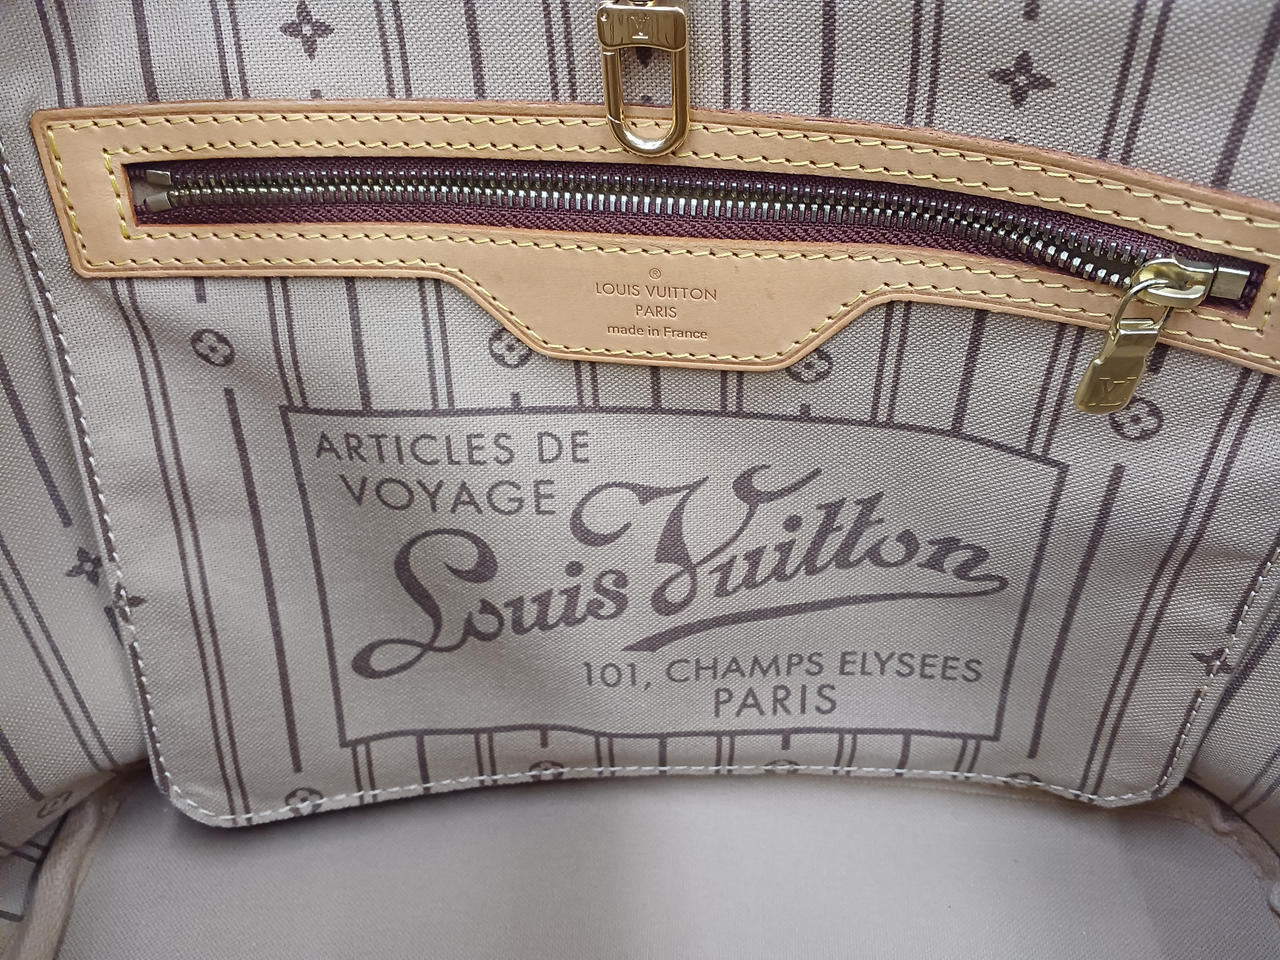 ®
LOUIS VUITTON
PARIS
made in France
ARTICLES DE
VOYAGE
Louis Vuitton
101, CHAMPS ELYSEES
PARIS